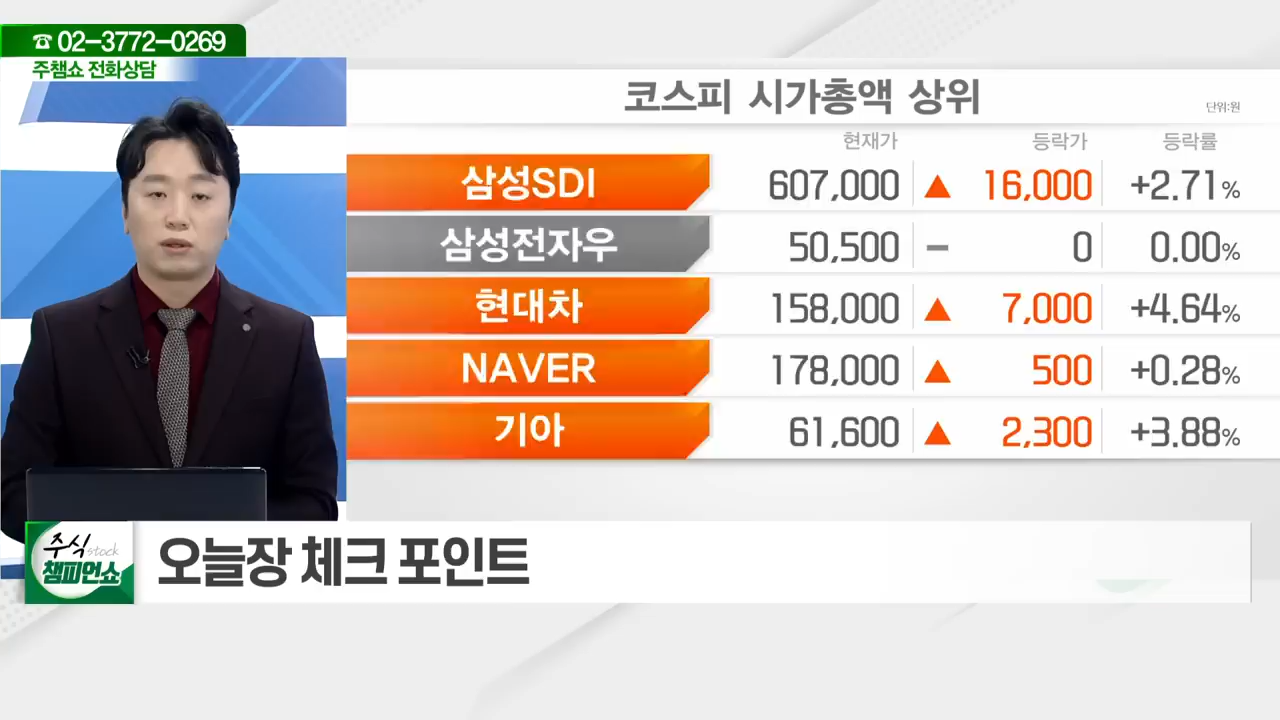 ☎ 02-3772-0269
주챔쇼 전화상담
코스피 시가총액 상위
단위:원
현재가 등락가 등락률
삼성SDI 607,000 ▲ 16,000 +2.71%
삼성전자우 50,500 - 0 0.00%
현대차 158,000 ▲ 7,000 +4.64%
NAVER 178,000 ▲ 500 +0.28%
기아 61,600 ▲ 2,300 +3.88%
주식 stock
챔피언쇼
오늘장 체크 포인트